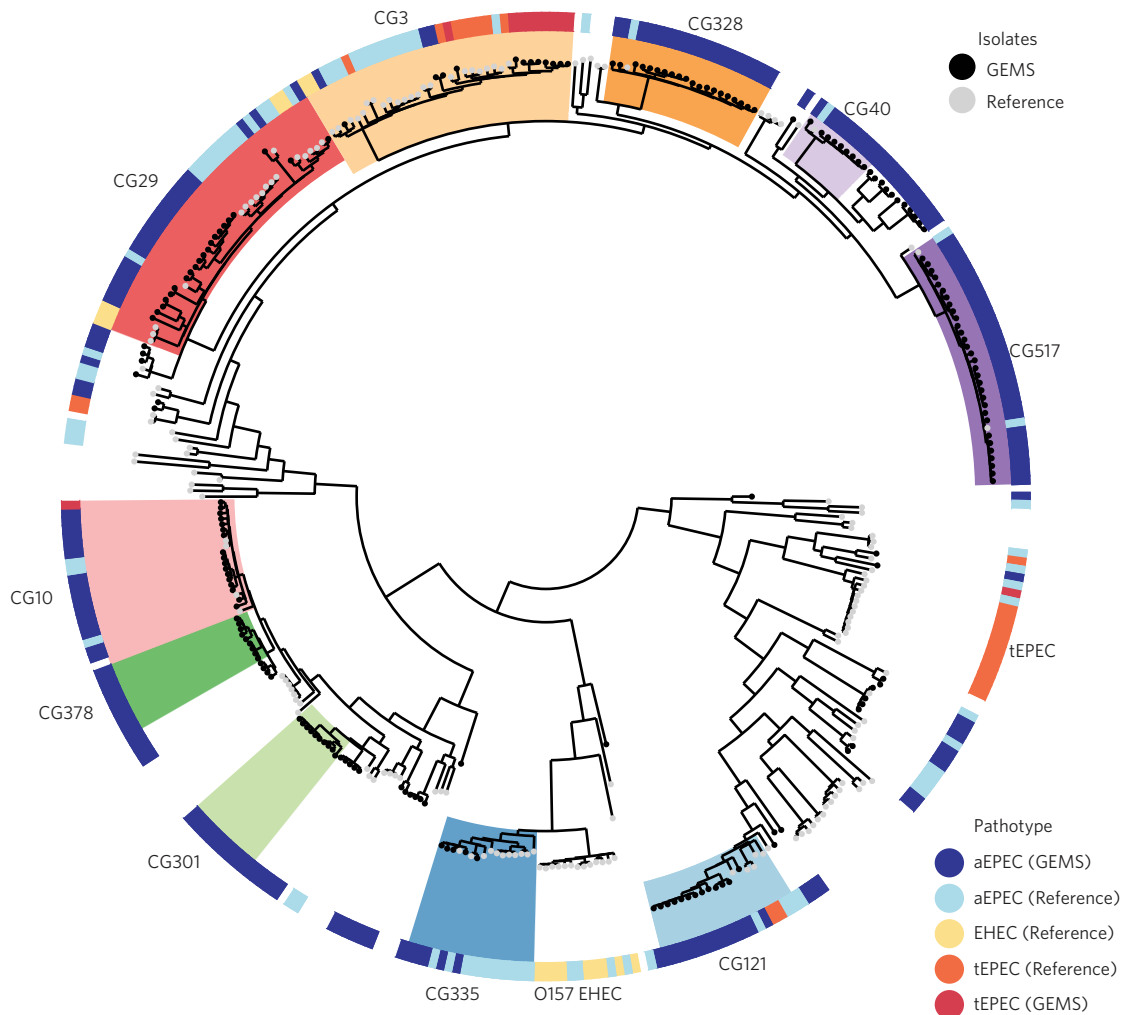 CG3
CG328
Isolates
GEMS
Reference
CG40
CG29
CG517
CG10
tEPEC
CG378
CG301
CG335
O157 EHEC
CG121
Pathotype
aEPEC (GEMS)
aEPEC (Reference)
EHEC (Reference)
tEPEC (Reference)
tEPEC (GEMS)